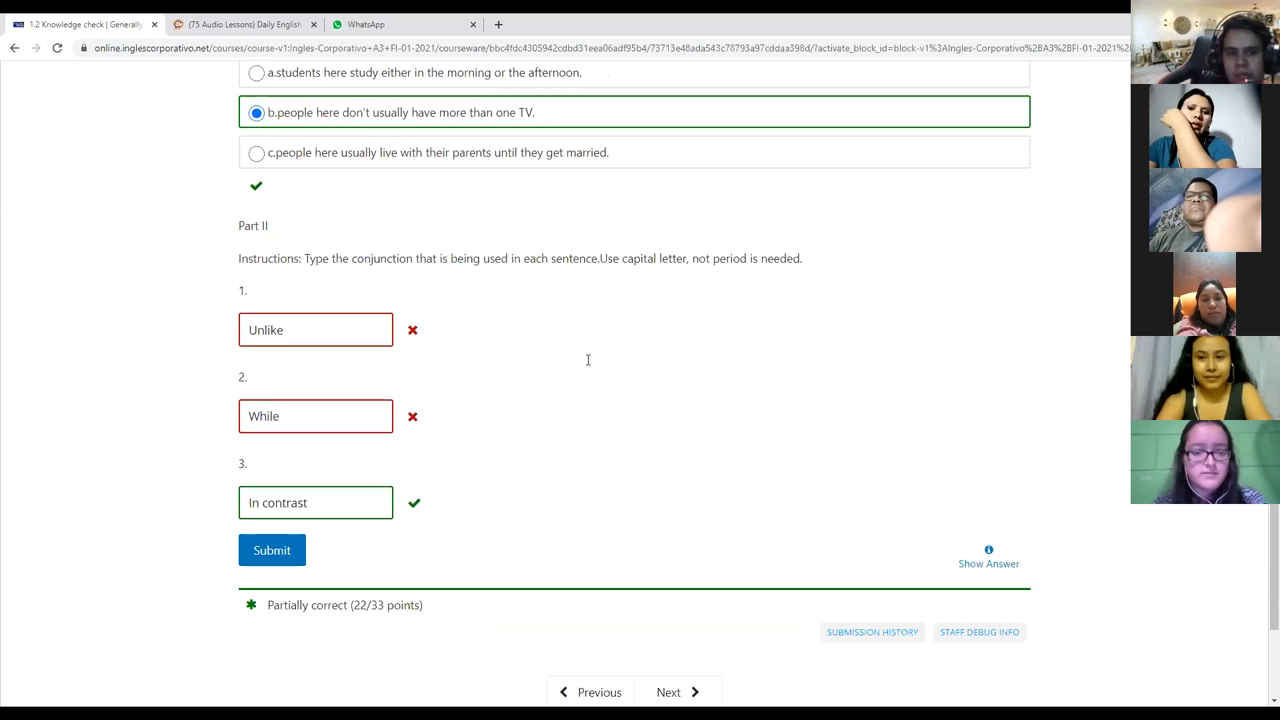 1.2 Knowledge check | Generally
(75 Audio Lessons) Daily English
WhatsApp
online.inglescorporativo.net/courses/course-v1:Ingles-Corporativo+A3+FI-01-2021/courseware/bbc4fdc4305942cdbd31eea06adf95b4/73713e48ada543c78793a97cddaa398d/?activate_block_id=block-v1%3AIngles-Corporativo%2BA3%2BFI-01-2021%2B
a.students here study either in the morning or the afternoon.
b.people here don't usually have more than one TV.
c.people here usually live with their parents until they get married.
Part II
Instructions: Type the conjunction that is being used in each sentence.Use capital letter, not period is needed.
1.
Unlike
2.
While
3.
In contrast
Submit
Show Answer
Partially correct (22/33 points)
SUBMISSION HISTORY
STAFF DEBUG INFO
Previous
Next